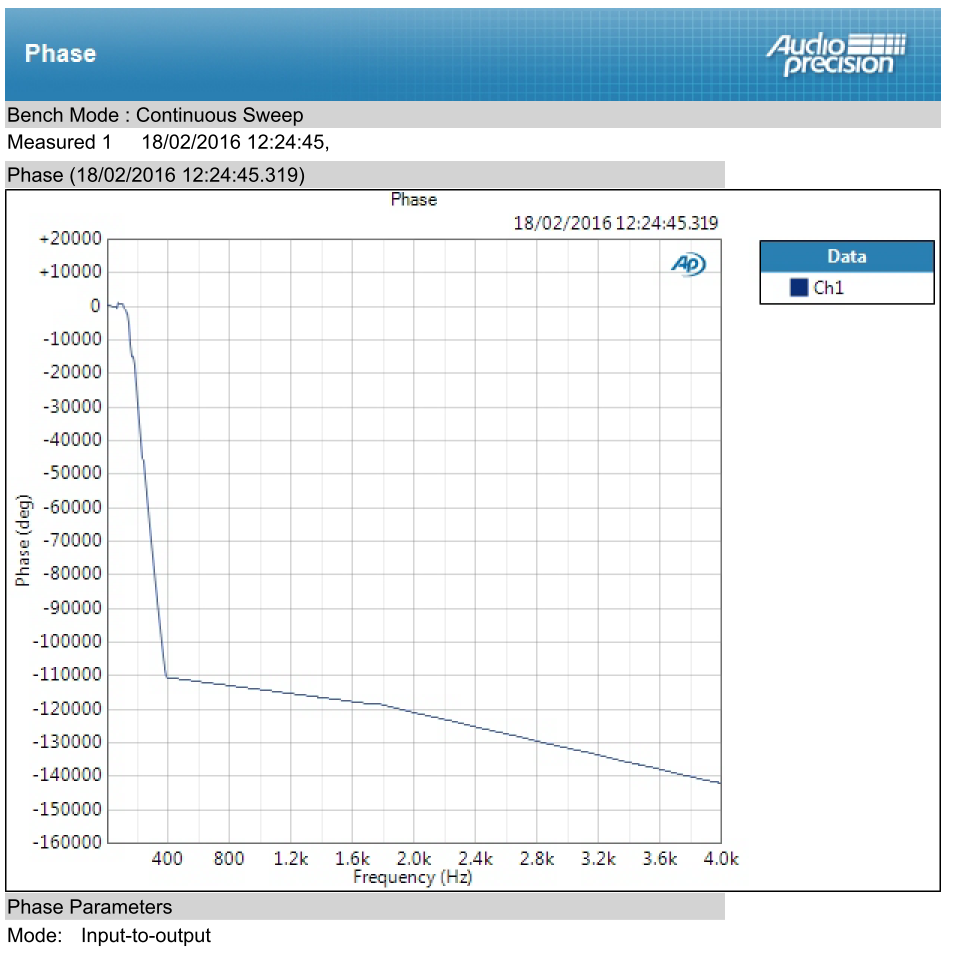 Phase
Audio precision
Bench Mode : Continuous Sweep
Measured 1 18/02/2016 12:24:45,
Phase (18/02/2016 12:24:45.319)
Phase
18/02/2016 12:24:45.319
+20000
+10000
0
-10000
-20000
-30000
-40000
-50000
-60000
-70000
-80000
-90000
-100000
-110000
-120000
-130000
-140000
-150000
-160000
Phase (deg)
AP
Data
Ch1
400 800 1.2k 1.6k 2.0k 2.4k 2.8k 3.2k 3.6k 4.0k
Frequency (Hz)
Phase Parameters
Mode: Input-to-output